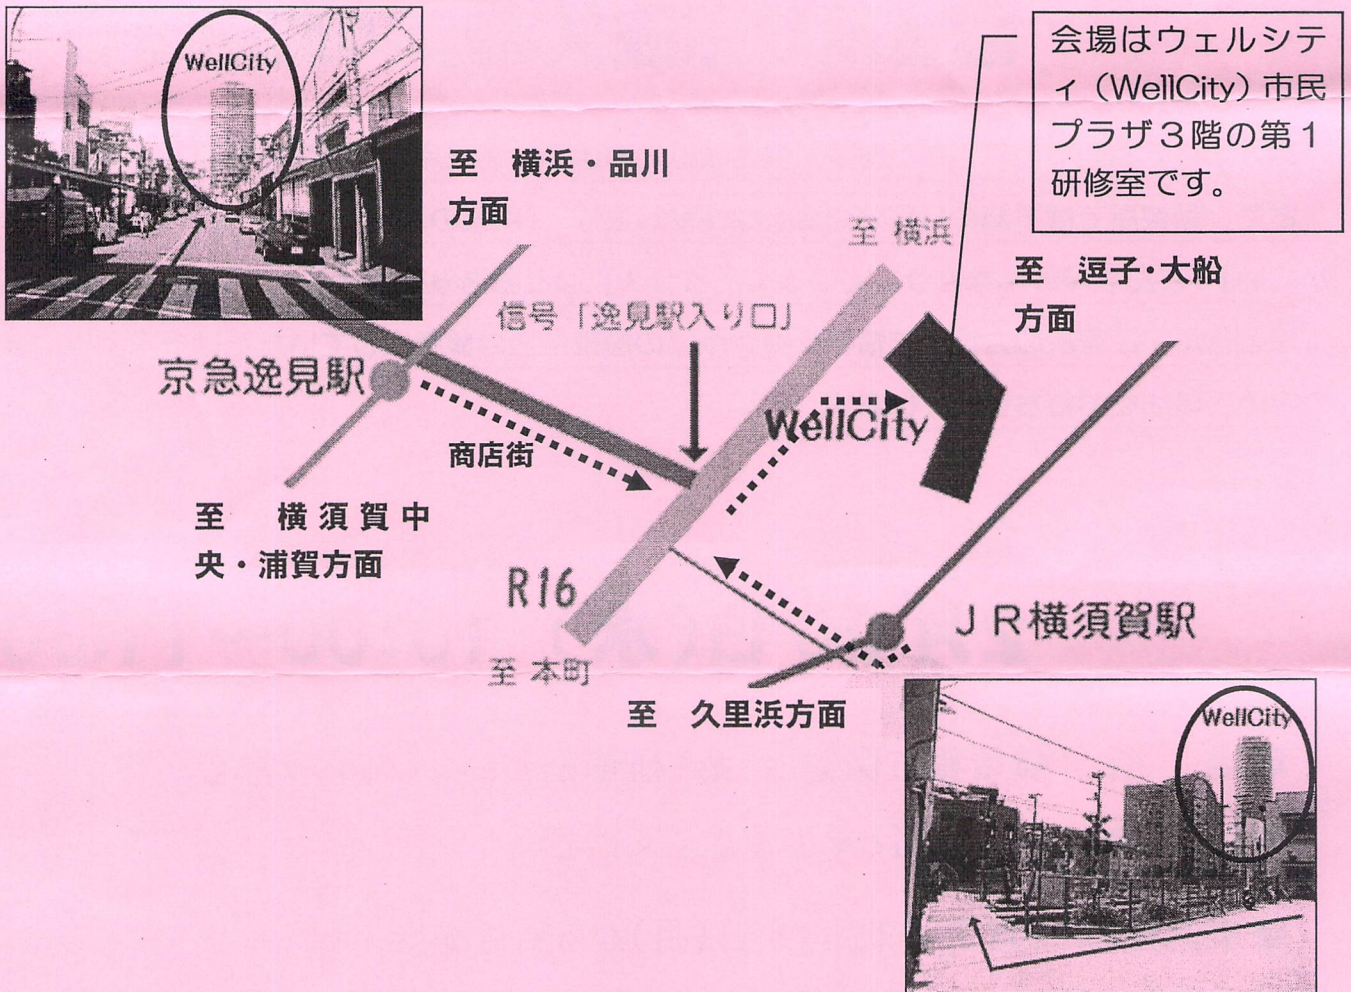 WellCity
会場はウェルシテ
ィ（WellCity）市民
プラザ３階の第１
研修室です。
至　横浜・品川
方面
至 横浜
至　逗子・大船
方面
信号「逸見駅入り口」
京急逸見駅
WellCity
商店街
至　横須賀中
央・浦賀方面
R16
ＪＲ横須賀駅
至 本町
至　久里浜方面
WellCity